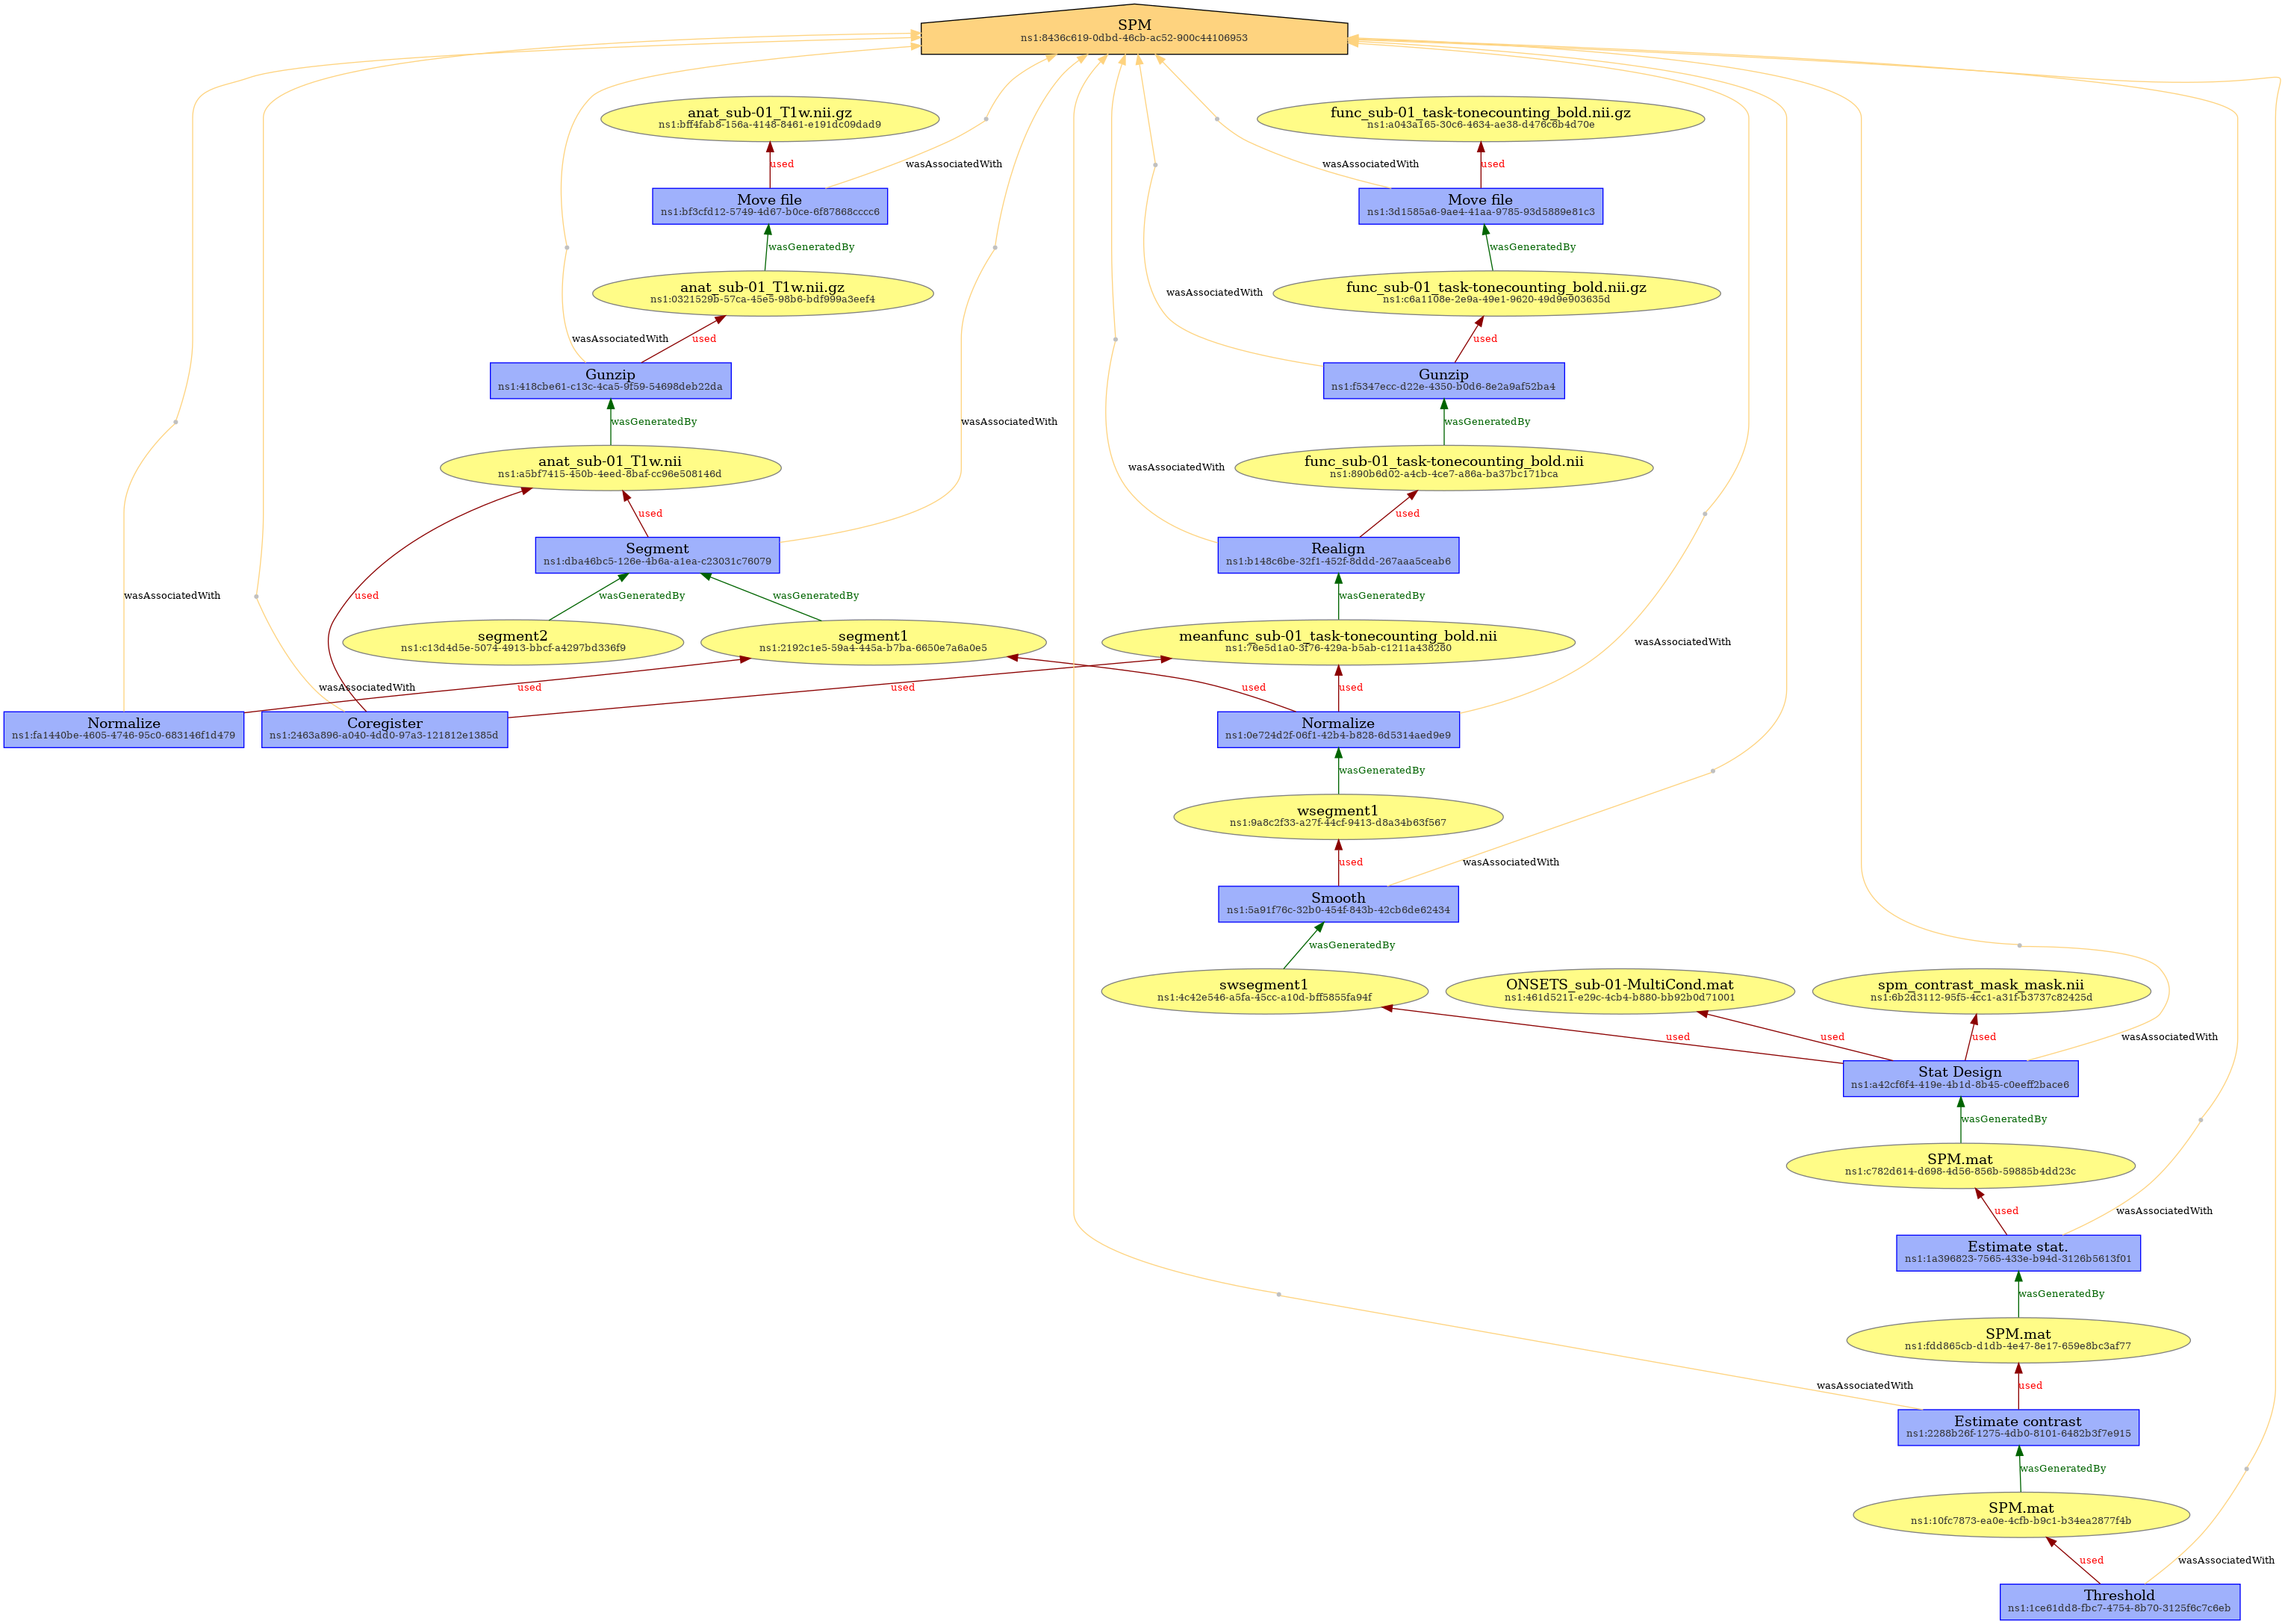 SPM
ns1:8436c619-0dbd-46cb-ac52-900c44106953
anat_sub-01_T1w.nii.gz
ns1:bff4fab8-156a-4148-8461-e191dc09dad9
func_sub-01_task-tonecounting_bold.nii.gz
ns1:a043a165-30c6-4634-ae38-d476c6b4d70e
used
wasAssociatedWith
wasAssociatedWith
used
Move file
ns1:bf3cfd12-5749-4d67-b0ce-6f87868cccc6
Move file
ns1:3d1585a6-9ae4-41aa-9785-93d5889e81c3
wasGeneratedBy
wasGeneratedBy
anat_sub-01_T1w.nii.gz
ns1:0321529b-57ca-45e5-98b6-bdf999a3eef4
wasAssociatedWith
func_sub-01_task-tonecounting_bold.nii.gz
ns1:c6a1108e-2e9a-49e1-9620-49d9e903635d
wasAssociatedWith
used
used
Gunzip
ns1:418cbe61-c13c-4ca5-9f59-54698deb22da
Gunzip
ns1:f5347ecc-d22e-4350-b0d6-8e2a9af52ba4
wasGeneratedBy
wasAssociatedWith
wasGeneratedBy
anat_sub-01_T1w.nii
ns1:a5bf7415-450b-4eed-8baf-cc96e508146d
wasAssociatedWith
func_sub-01_task-tonecounting_bold.nii
ns1:890b6d02-a4cb-4ce7-a86a-ba37bc171bca
used
used
Segment
ns1:dba46bc5-126e-4b6a-a1ea-c23031c76079
Realign
ns1:b148c6be-32f1-452f-8ddd-267aaa5ceab6
wasAssociatedWith
used
wasGeneratedBy
wasGeneratedBy
wasGeneratedBy
segment2
ns1:c13d4d5e-5074-4913-bbcf-a4297bd336f9
segment1
ns1:2192c1e5-59a4-445a-b7ba-6650e7a6a0e5
meanfunc_sub-01_task-tonecounting_bold.nii
ns1:76e5d1a0-3f76-429a-b5ab-c1211a438280
wasAssociatedWith
wasAssociatedWith
used
used
used
used
Normalize
ns1:fa1440be-4605-4746-95c0-683146f1d479
Coregister
ns1:2463a896-a040-4dd0-97a3-121812e1385d
Normalize
ns1:0e724d2f-06f1-42b4-b828-6d5314aed9e9
wasGeneratedBy
wsegment1
ns1:9a8c2f33-a27f-44cf-9413-d8a34b63f567
used
wasAssociatedWith
Smooth
ns1:5a91f76c-32b0-454f-843b-42cb6de62434
wasGeneratedBy
swsegment1
ns1:4c42e546-a5fa-45cc-a10d-bff5855fa94f
ONSETS_sub-01-MultiCond.mat
ns1:461d5211-e29c-4cb4-b880-bb92b0d71001
spm_contrast_mask_mask.nii
ns1:6b2d3112-95f5-4cc1-a31f-b3737c82425d
used
used
used
wasAssociatedWith
Stat Design
ns1:a42cf6f4-419e-4b1d-8b45-c0eeff2bace6
wasGeneratedBy
SPM.mat
ns1:c782d614-d698-4d56-856b-59885b4dd23c
used
wasAssociatedWith
Estimate stat.
ns1:1a396823-7565-433e-b94d-3126b5613f01
wasGeneratedBy
SPM.mat
ns1:fdd865cb-d1db-4e47-8e17-659e8bc3af77
wasAssociatedWith
used
Estimate contrast
ns1:2288b26f-1275-4db0-8101-6482b3f7e915
wasGeneratedBy
SPM.mat
ns1:10fc7873-ea0e-4cfb-b9c1-b34ea2877f4b
used
wasAssociatedWith
Threshold
ns1:1ce61dd8-fbc7-4754-8b70-3125f6c7c6eb